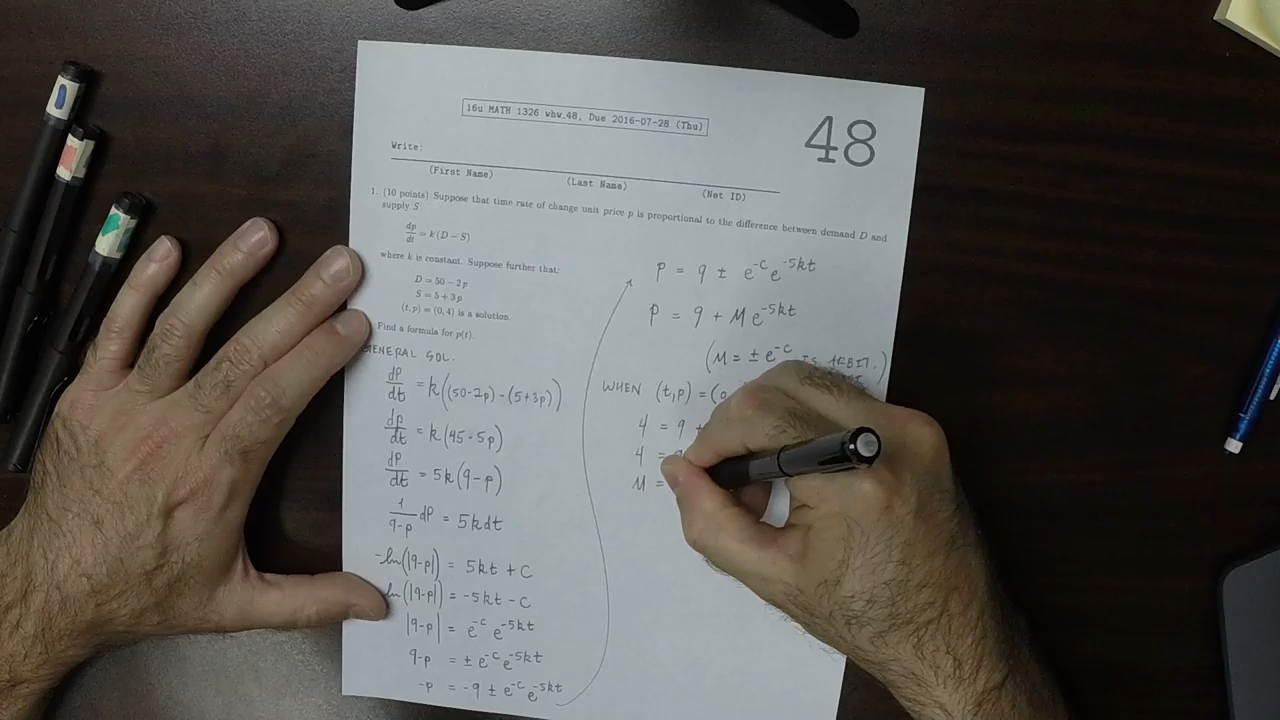 16u MATH 1326 whw.48, Due 2016-07-28 (Thu)
48
Write:
(First Name) (Last Name) (Net ID)
1. (10 points) Suppose that time rate of change unit price p is proportional to the difference between demand D and
supply S:
dp/dt = k(D − S)
where k is constant. Suppose further that:
D = 50 − 2p
S = 5 + 3p
(t, p) = (0, 4) is a solution.
Find a formula for p(t).
GENERAL SOL.
dP/dt = k((50-2p)-(5+3p))
dp/dt = k(45-5p)
dP/dt = 5k(9-p)
1/(9-p) dP = 5kdt
-ln(|9-p|) = 5kt + C
ln(|9-p|) = -5kt - C
|9-p| = e^-C e^-5kt
9-p = ± e^-C e^-5kt
-p = -9 ± e^-C e^-5kt
P = 9 ± e^-C e^-5kt
P = 9 + M e^-5kt
(M = ± e^-C IS ARBIT.)
WHEN (t,p) = (0
4 = 9 +
4 = 9
M =